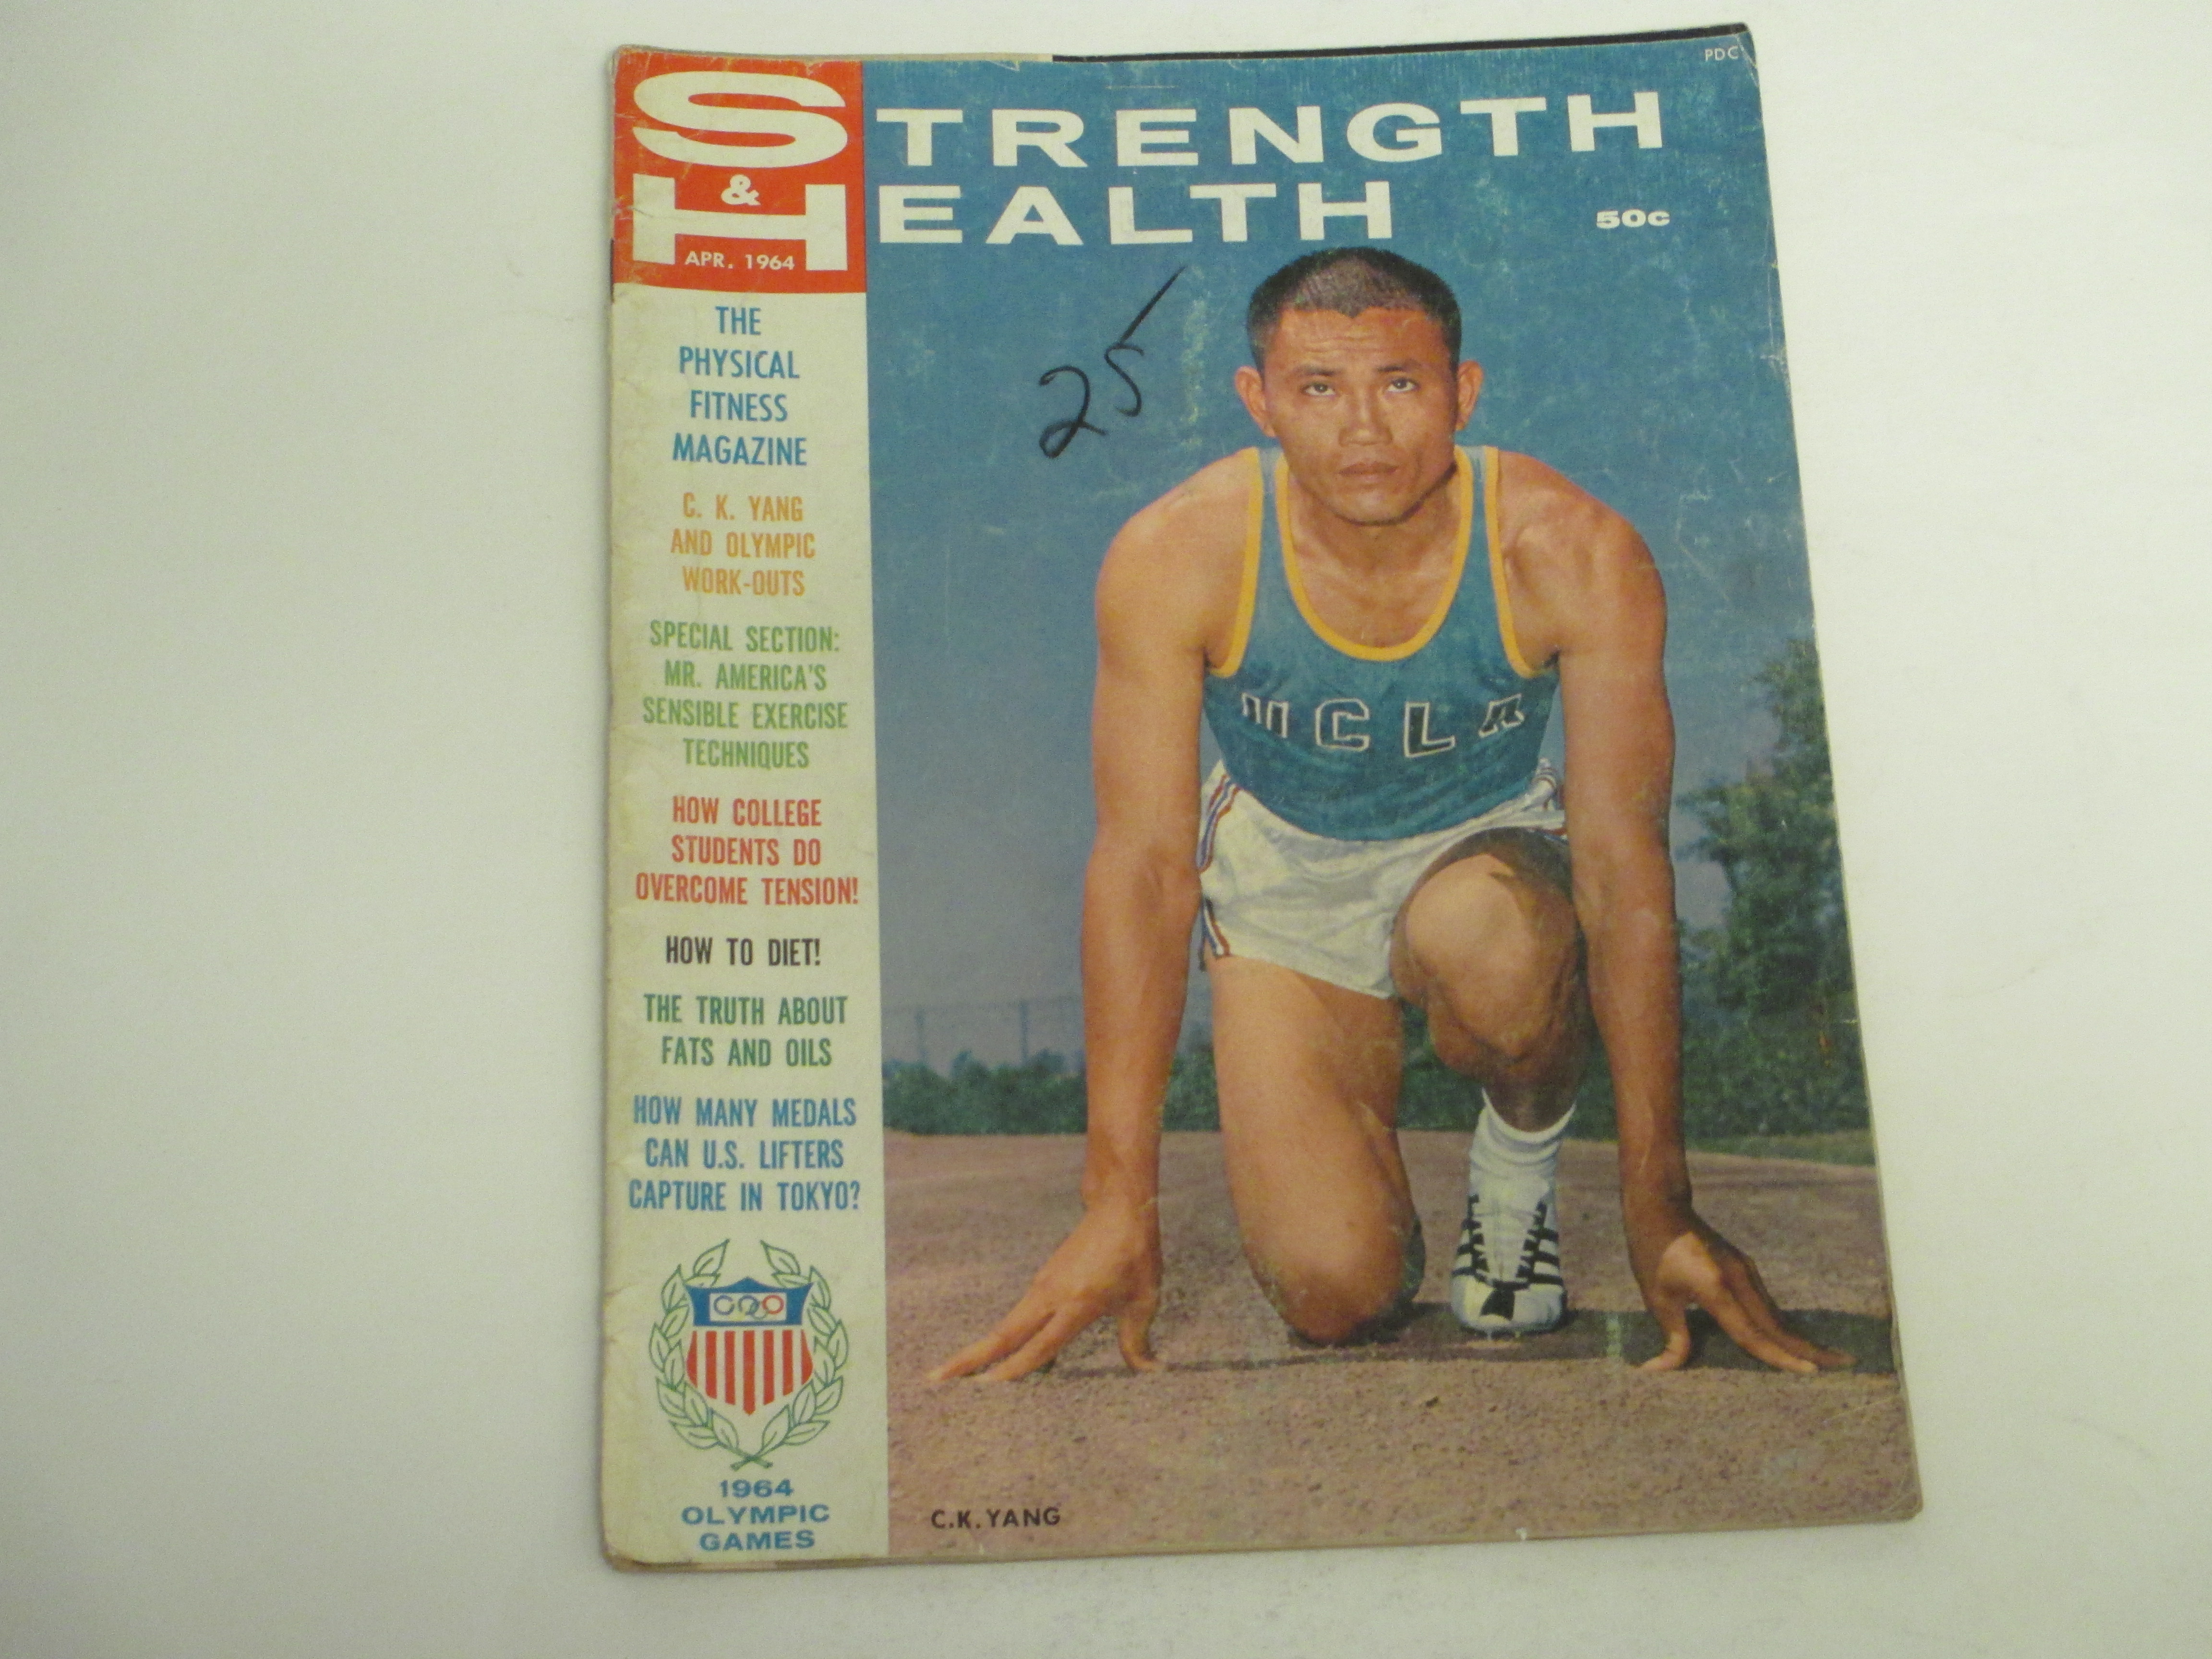 PDC
STRENGTH
& HEALTH
50c
APR. 1964
25
THE
PHYSICAL
FITNESS
MAGAZINE
C. K. YANG
AND OLYMPIC
WORK-OUTS
SPECIAL SECTION:
MR. AMERICA'S
SENSIBLE EXERCISE
TECHNIQUES
HOW COLLEGE
STUDENTS DO
OVERCOME TENSION!
HOW TO DIET!
THE TRUTH ABOUT
FATS AND OILS
HOW MANY MEDALS
CAN U.S. LIFTERS
CAPTURE IN TOKYO?
1964
OLYMPIC
GAMES
UCLA
C.K. YANG